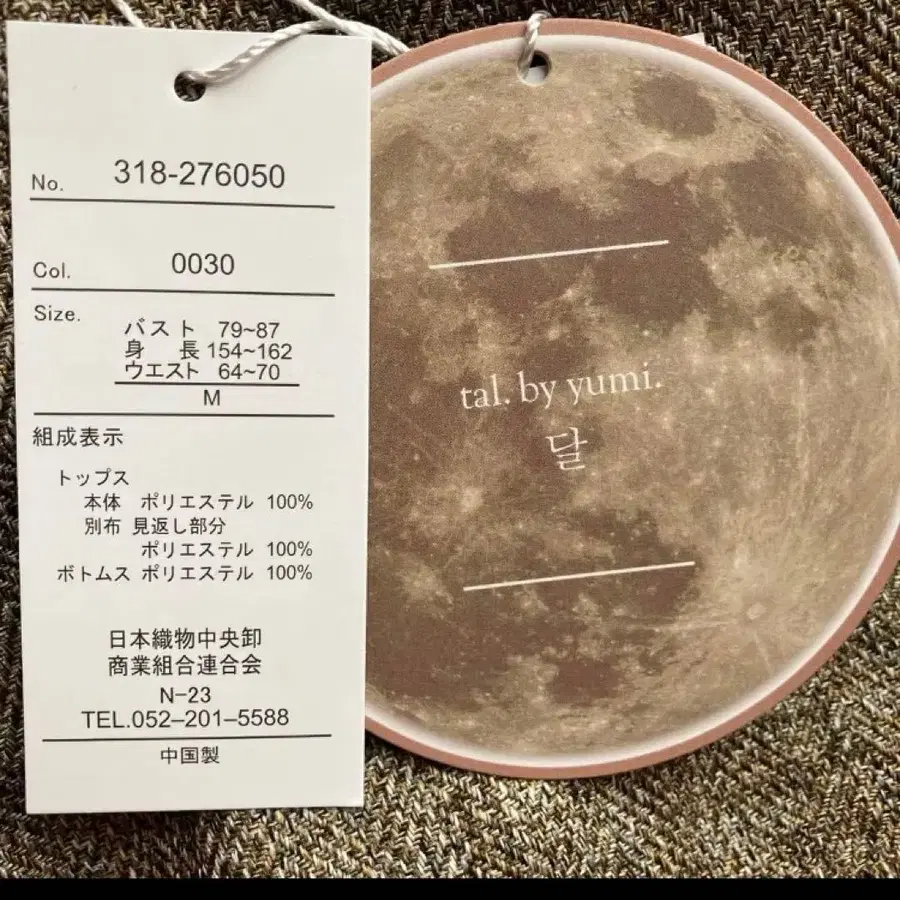 No. 318-276050
Col. 0030
Size.
バスト 79~87
身 長 154~162
ウエスト 64~70
M
組成表示
トップス
本体 ポリエステル 100%
別布 見返し部分
ポリエステル 100%
ボトムス ポリエステル 100%
日本織物中央卸
商業組合連合会
N-23
TEL.052-201-5588
中国製
tal. by yumi.
달